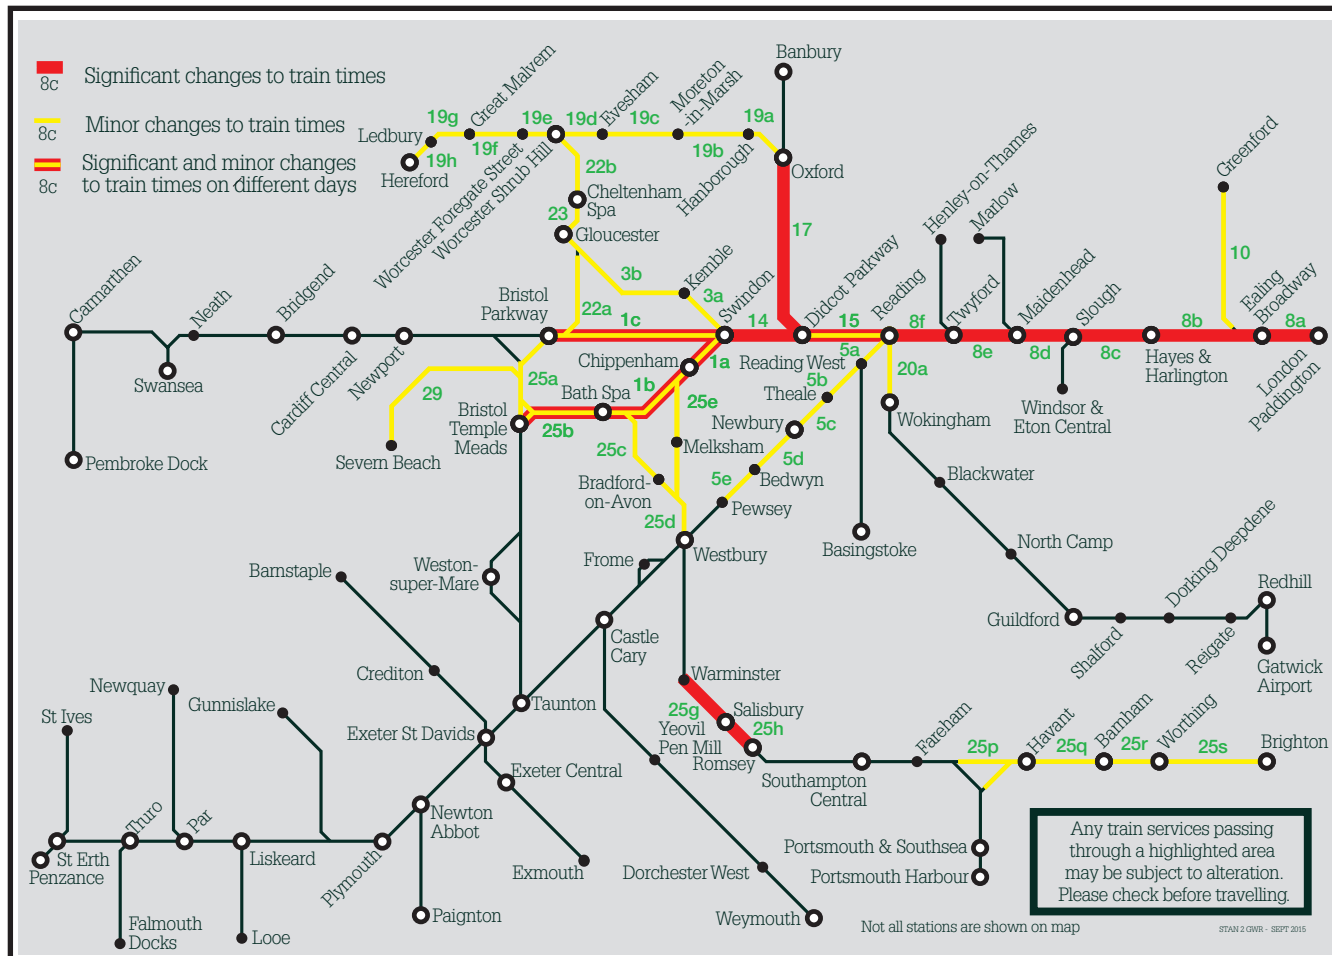 8c
Significant changes to train times
8c
Minor changes to train times
8c
Significant and minor changes
to train times on different days
Banbury
Oxford
17
Hanborough
19a
19b
Moreton
-in-Marsh
19c
Evesham
19d
Worcester Shrub Hill
19e
Worcester Foregate Street
19f
Great Malvern
19g
Ledbury
19h
Hereford
22b
Cheltenham
Spa
23
Gloucester
22a
3b
Kemble
3a
Swindon
Henley-on-Thames
Marlow
Greenford
10
Carmarthen
Neath
Bridgend
Cardiff Central
Newport
Bristol
Parkway
1c
14
Didcot Parkway
15
Reading
8f
Twyford
8e
Maidenhead
8d
Slough
8c
Hayes &
Harlington
8b
Ealing
Broadway
8a
London
Paddington
Swansea
Pembroke Dock
29
Severn Beach
25a
Bristol
Temple
Meads
25b
Bath Spa
1b
Chippenham
1a
25e
25c
Melksham
Bradford-
on-Avon
25d
Westbury
Reading West
5a
5b
Theale
5c
Newbury
5d
Bedwyn
5e
Pewsey
20a
Wokingham
Windsor &
Eton Central
Basingstoke
Blackwater
North Camp
Guildford
Shalford
Dorking Deepdene
Reigate
Redhill
Gatwick
Airport
Weston-
super-Mare
Frome
Castle
Cary
Barnstaple
Crediton
Taunton
Exeter St Davids
Exeter Central
Exmouth
Newton
Abbot
Paignton
Newquay
Gunnislake
St Ives
Truro
Par
Liskeard
Plymouth
St Erth
Penzance
Falmouth
Docks
Looe
Warminster
25g
Salisbury
25h
Yeovil
Pen Mill
Romsey
Southampton
Central
Fareham
25p
Havant
25q
Barnham
25r
Worthing
25s
Brighton
Portsmouth & Southsea
Portsmouth Harbour
Dorchester West
Weymouth
Any train services passing
through a highlighted area
may be subject to alteration.
Please check before travelling.
Not all stations are shown on map
STAN 2 GWR - SEPT 2015